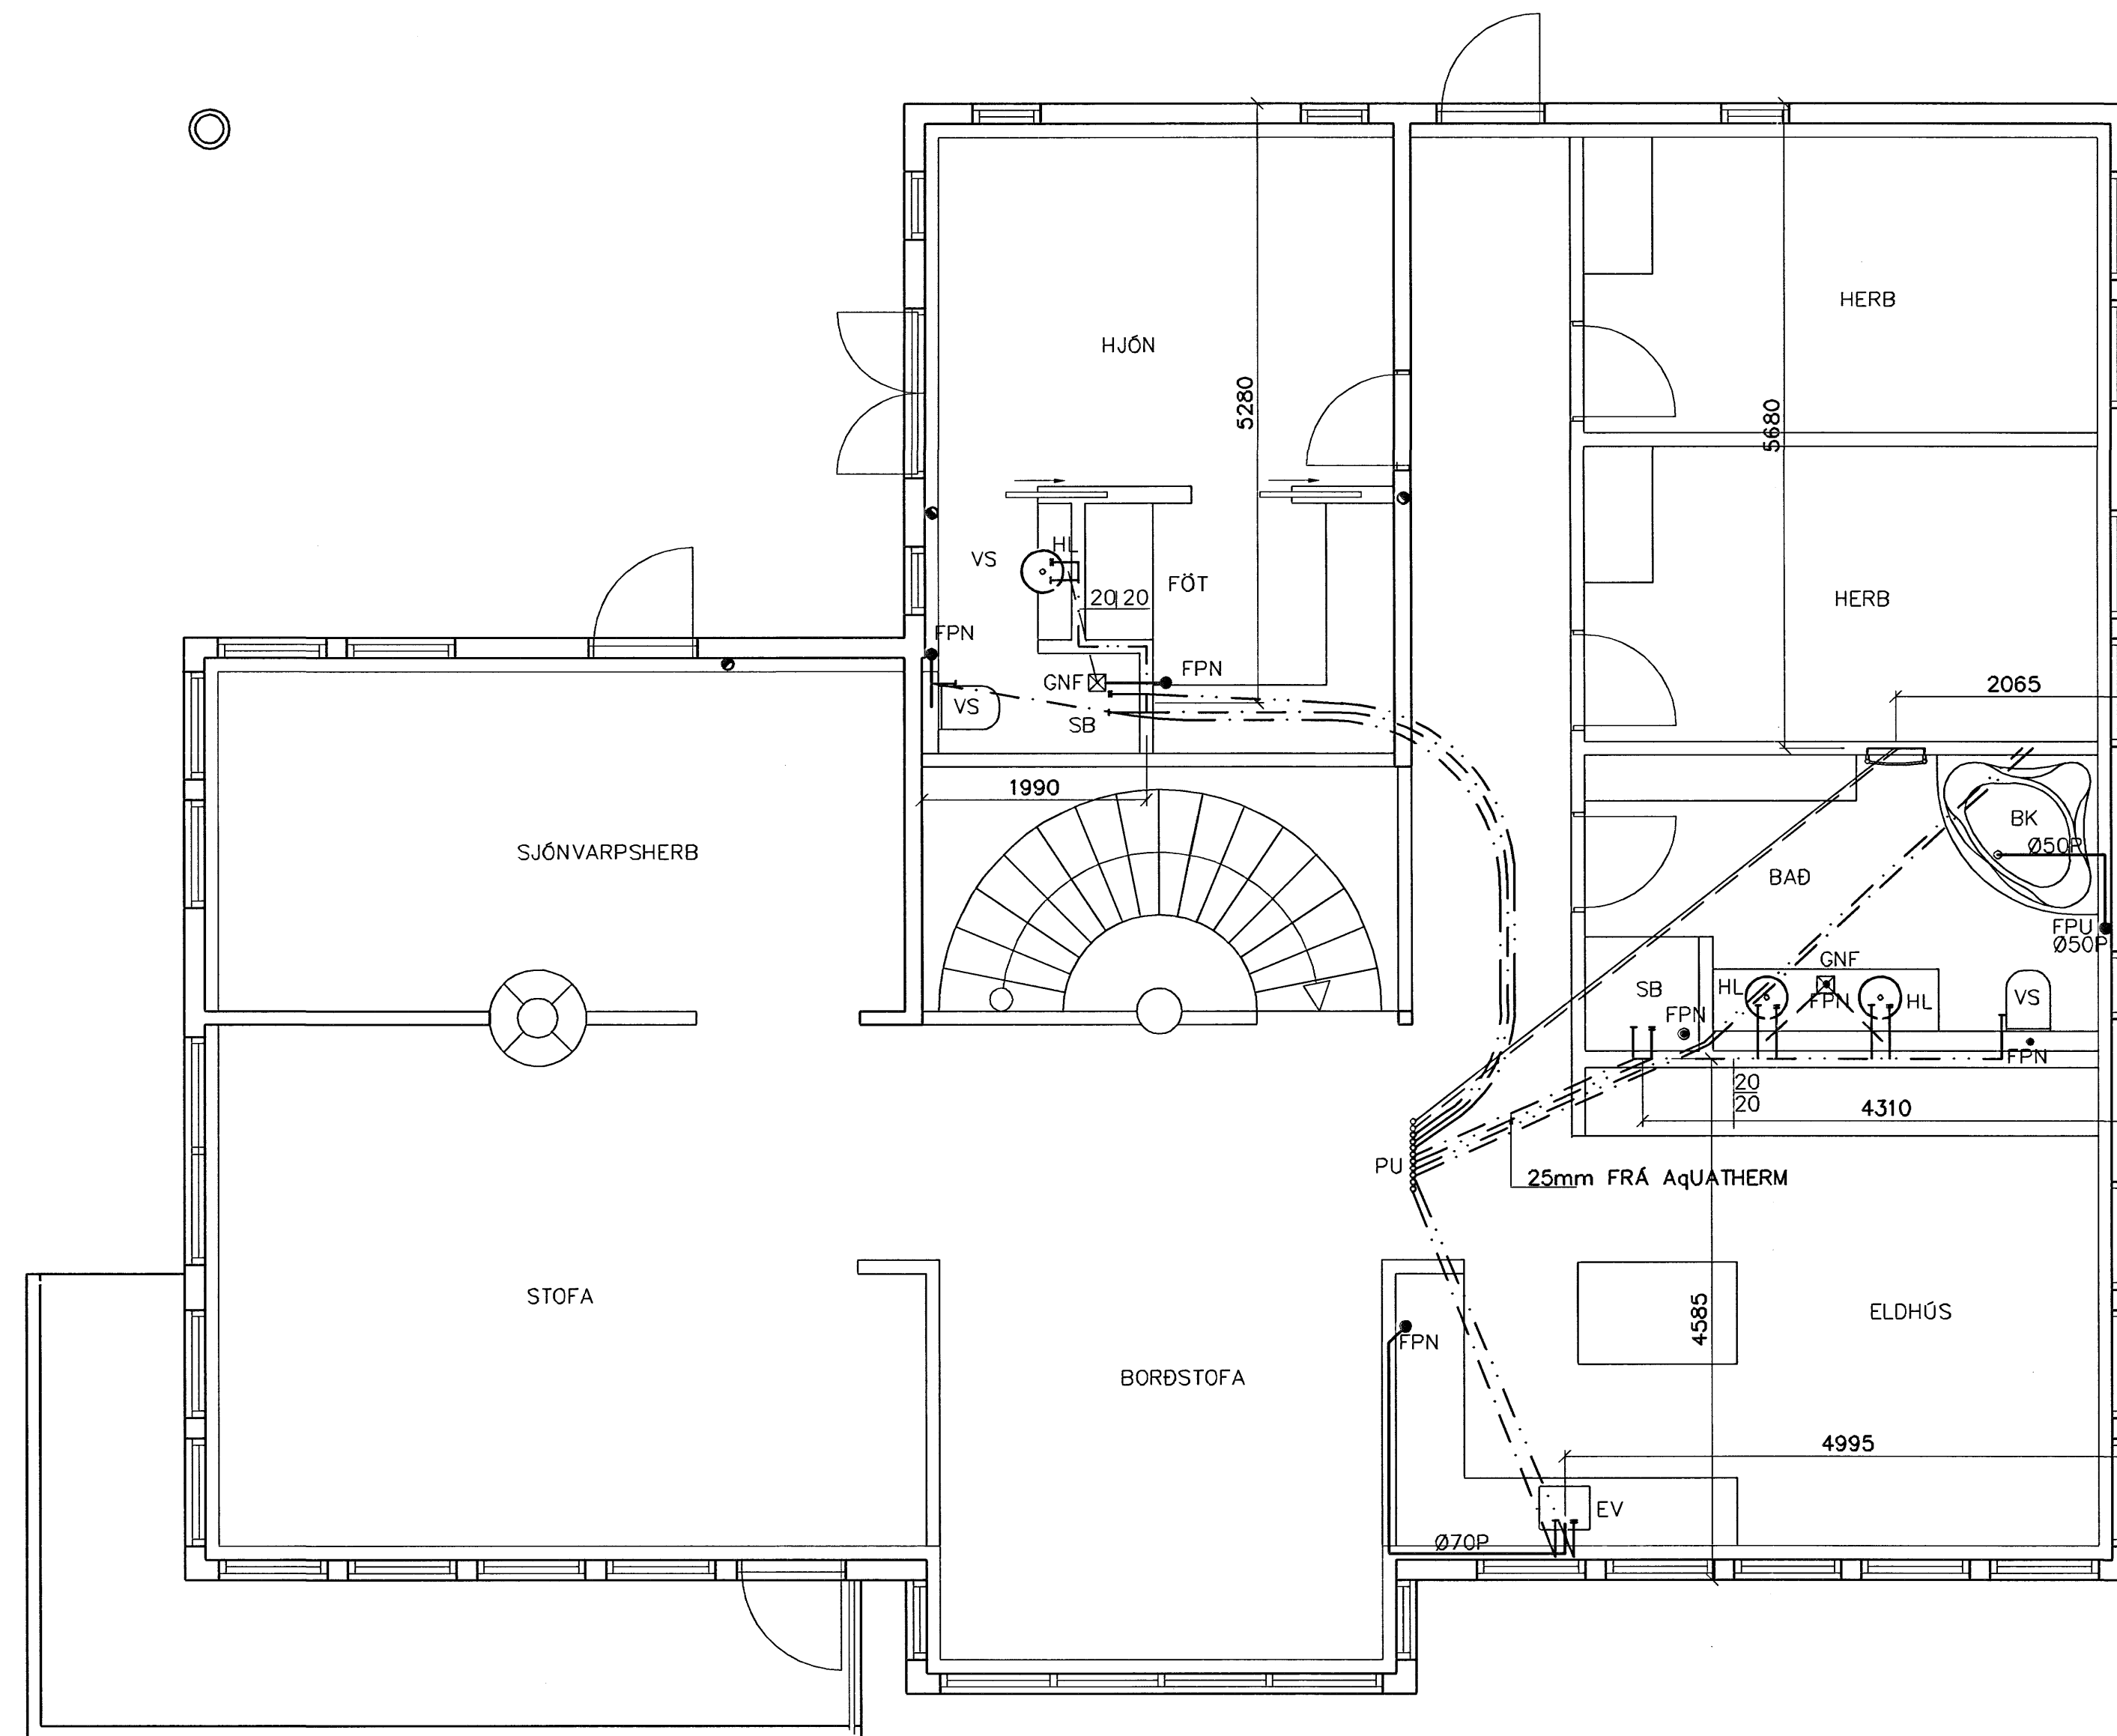 HERB
HJÓN
5280
5680
VS
HL
FÖT
20 20
HERB
FPN
GNF
FPN
VS
SB
2065
1990
SJÓNVARPSHERB
BK
Ø50P
BAÐ
FPU
Ø50P
GNF
SB
HL
FPN
HL
VS
FPN
FPN
20
20
4310
PU
25mm FRÁ AqUATHERM
STOFA
4585
ELDHÚS
FPN
BORÐSTOFA
4995
EV
Ø70P